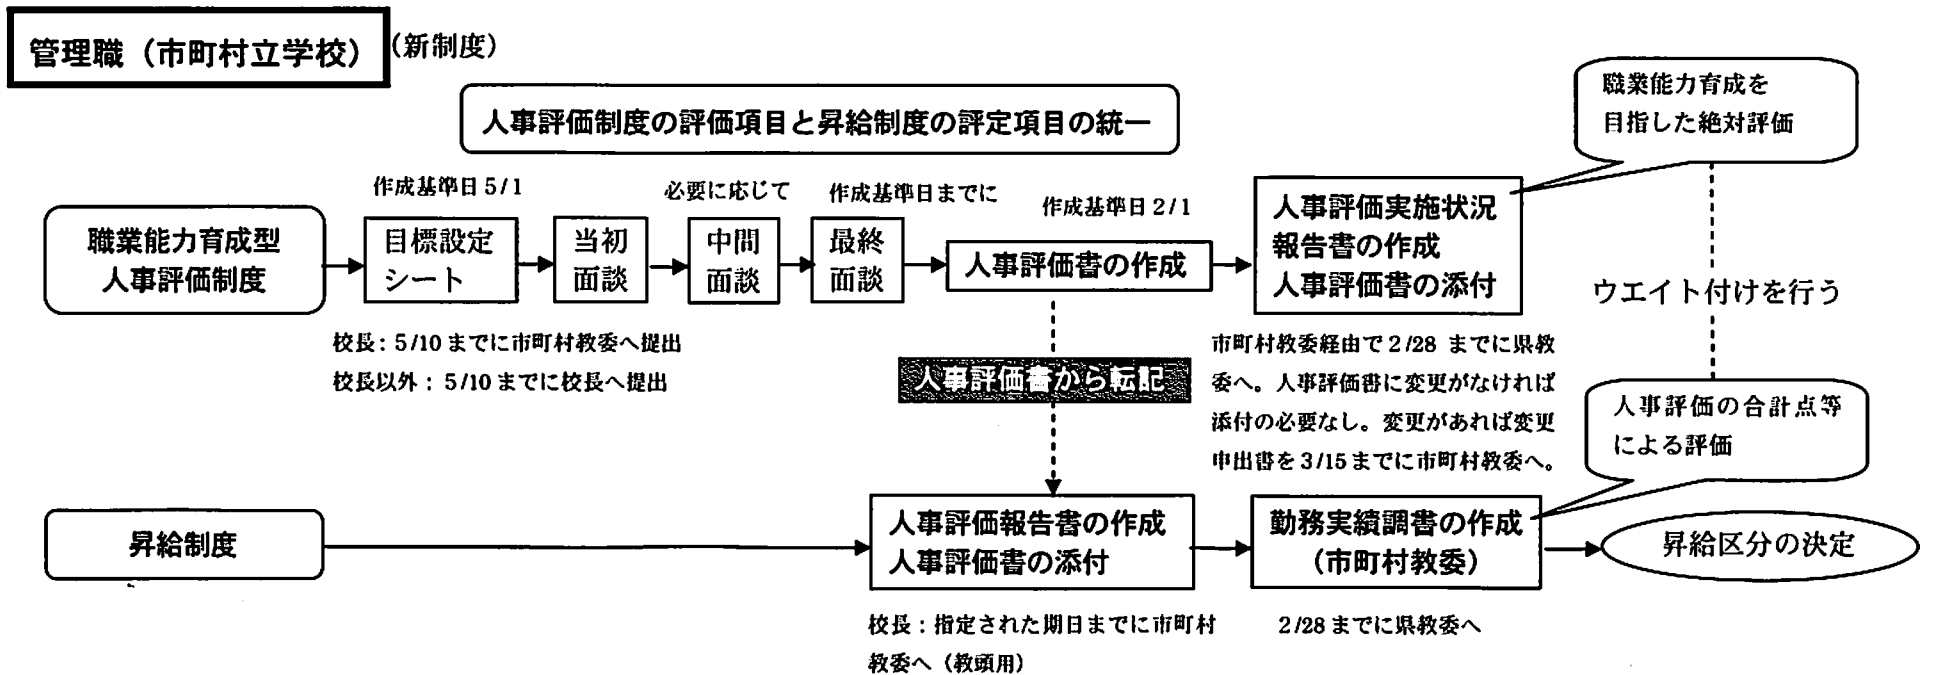 管理職（市町村立学校）
（新制度）
人事評価制度の評価項目と昇給制度の評定項目の統一
職業能力育成を
目指した絶対評価
作成基準日 5/1
必要に応じて
作成基準日までに
作成基準日 2/1
職業能力育成型
人事評価制度
目標設定
シート
当初
面談
中間
面談
最終
面談
人事評価書の作成
人事評価実施状況
報告書の作成
人事評価書の添付
ウエイト付けを行う
校長：5/10 までに市町村教委へ提出
校長以外：5/10 までに校長へ提出
人事評価書から転記
市町村教委経由で 2/28 までに県教
委へ。人事評価書に変更がなければ
添付の必要なし。変更があれば変更
申出書を 3/15 までに市町村教委へ。
人事評価の合計点等
による評価
昇給制度
人事評価報告書の作成
人事評価書の添付
勤務実績調書の作成
（市町村教委）
昇給区分の決定
校長：指定された期日までに市町村
教委へ（教頭用）
2/28 までに県教委へ